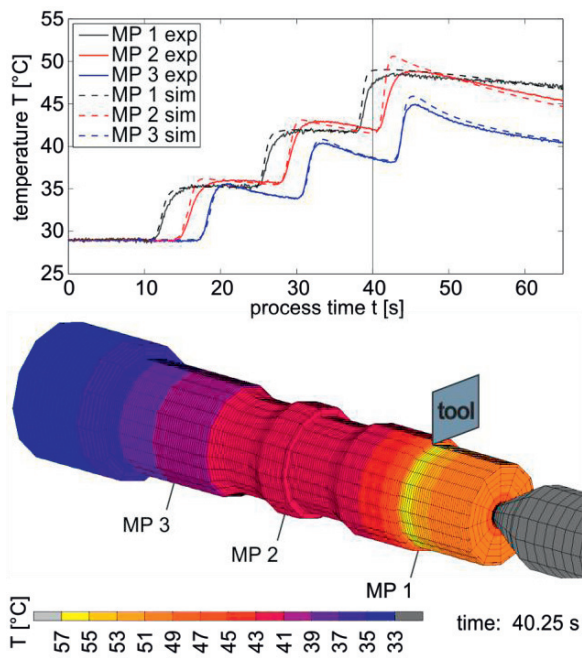 temperature T [°C]
55
50
45
40
35
30
25
MP 1 exp
MP 2 exp
MP 3 exp
MP 1 sim
MP 2 sim
MP 3 sim
0 10 20 30 40 50 60
process time t [s]
tool
MP 3
MP 2
MP 1
T [°C]
57 55 53 51 49 47 45 43 41 39 37 35 33
time: 40.25 s